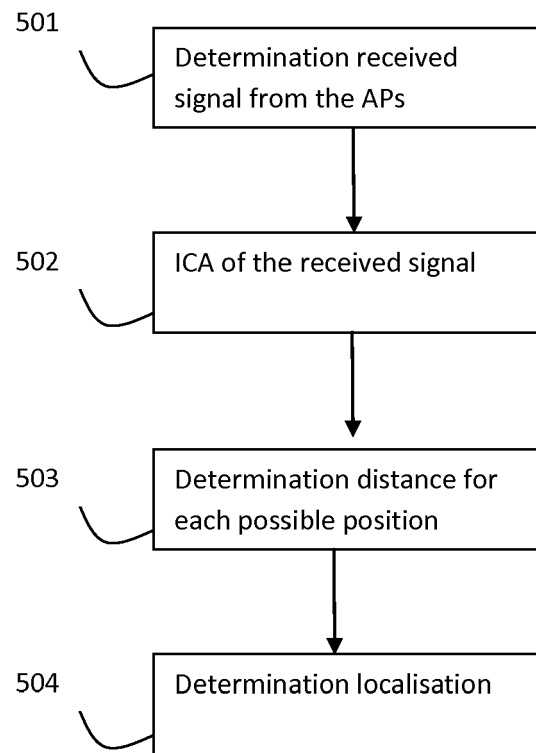 501
Determination received
signal from the APs
502
ICA of the received signal
503
Determination distance for
each possible position
504
Determination localisation